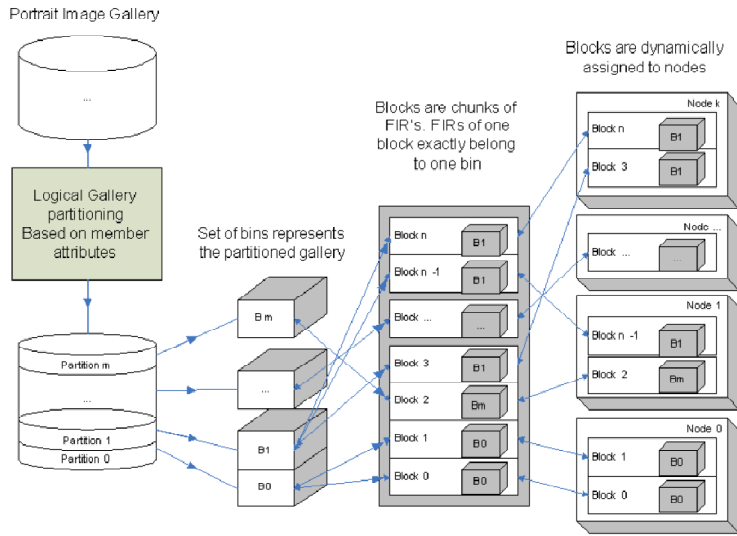 Portrait Image Gallery
...
Logical Gallery
partitioning
Based on member
attributes
Partition m
...
Partition 1
Partition 0
Set of bins represents
the partitioned gallery
Bm
...
B1
B0
Blocks are chunks of
FIR's. FIRs of one
block exactly belong
to one bin
Block n
B1
Block n -1
B1
Block ...
...
Block 3
B1
Block 2
Bm
Block 1
B0
Block 0
B0
Blocks are dynamically
assigned to nodes
Node k
Block n
B1
Block 3
B1
Node ...
Block ...
...
Node 1
Block n -1
B1
Block 2
Bm
Node 0
Block 1
B0
Block 0
B0